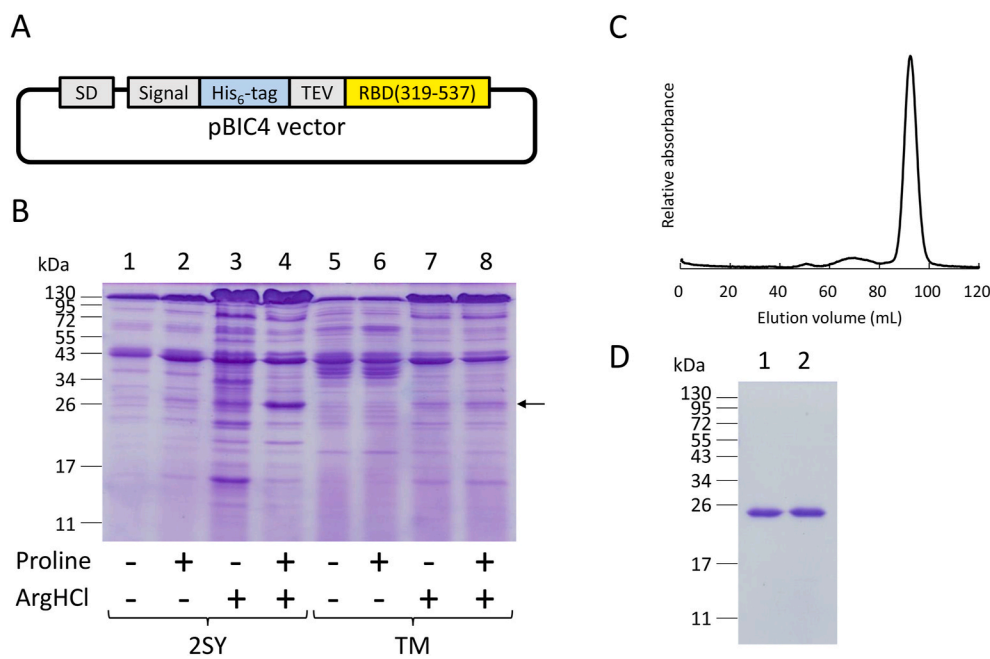 A
SD Signal His6-tag TEV RBD(319-537)
pBIC4 vector
B
kDa 1 2 3 4 5 6 7 8
130
95
72
55
43
34
26
17
11
Proline - + - + - + - +
ArgHCl - - + + - - + +
2SY TM
C
Relative absorbance
0 20 40 60 80 100 120
Elution volume (mL)
D
kDa 1 2
130
95
72
55
43
34
26
17
11